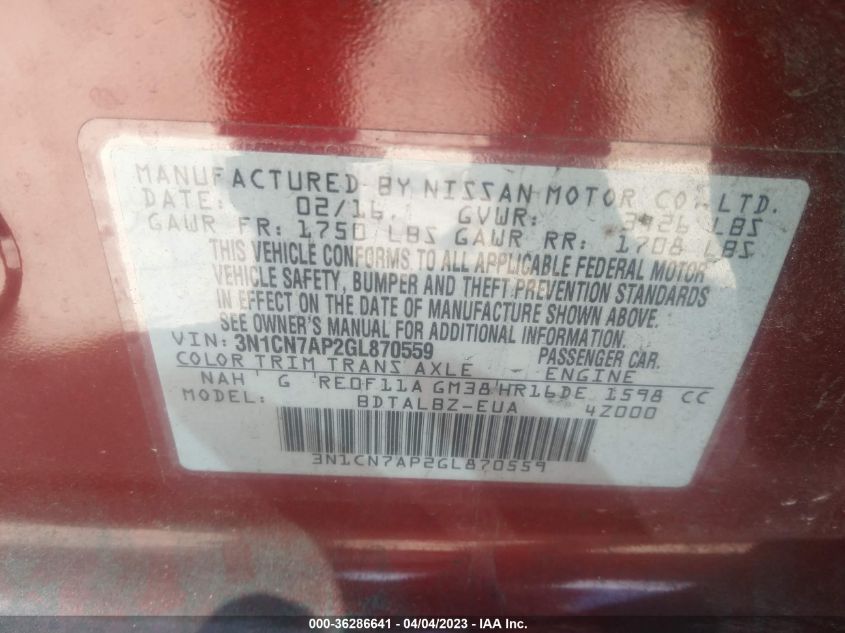 MANUFACTURED BY NISSAN MOTOR CO., LTD.
DATE: 02/16 GVWR: 3426 LBS
GAWR FR: 1750 LBS GAWR RR: 1708 LBS
THIS VEHICLE CONFORMS TO ALL APPLICABLE FEDERAL MOTOR
VEHICLE SAFETY, BUMPER AND THEFT PREVENTION STANDARDS
IN EFFECT ON THE DATE OF MANUFACTURE SHOWN ABOVE.
SEE OWNER'S MANUAL FOR ADDITIONAL INFORMATION.
VIN: 3N1CN7AP2GL870559 PASSENGER CAR.
COLOR TRIM TRANS AXLE ENGINE
NAH G RE0F11A GM38 HR16DE 1598 CC
MODEL: BDTALBZ-EUA 4Z000
3N1CN7AP2GL870559
000-36286641 - 04/04/2023 - IAA Inc.